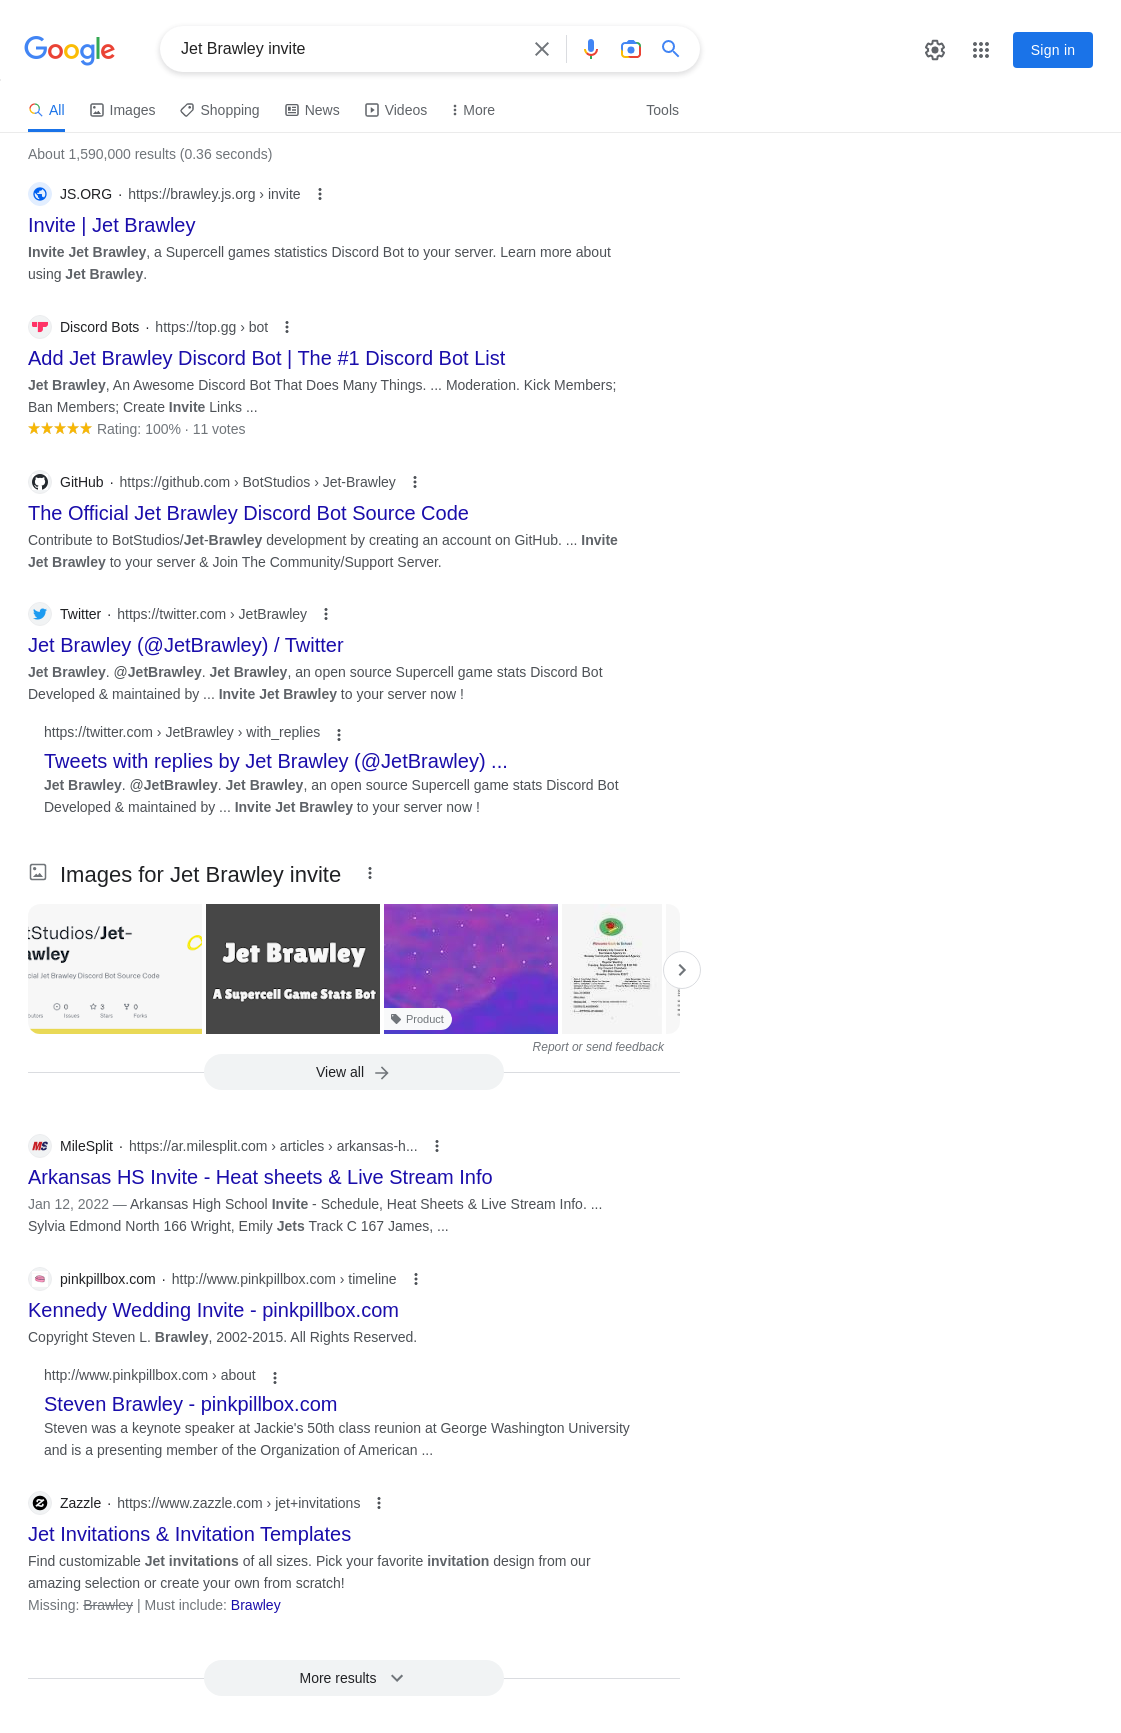 Google
Jet Brawley invite
Sign in
All
Images
Shopping
News
Videos
More
Tools
About 1,590,000 results (0.36 seconds)
JS.ORG · https://brawley.js.org › invite
Invite | Jet Brawley
Invite Jet Brawley, a Supercell games statistics Discord Bot to your server. Learn more about
using Jet Brawley.
Discord Bots · https://top.gg › bot
Add Jet Brawley Discord Bot | The #1 Discord Bot List
Jet Brawley, An Awesome Discord Bot That Does Many Things. ... Moderation. Kick Members;
Ban Members; Create Invite Links ...
Rating: 100% · 11 votes
GitHub · https://github.com › BotStudios › Jet-Brawley
The Official Jet Brawley Discord Bot Source Code
Contribute to BotStudios/Jet-Brawley development by creating an account on GitHub. ... Invite
Jet Brawley to your server & Join The Community/Support Server.
Twitter · https://twitter.com › JetBrawley
Jet Brawley (@JetBrawley) / Twitter
Jet Brawley. @JetBrawley. Jet Brawley, an open source Supercell game stats Discord Bot
Developed & maintained by ... Invite Jet Brawley to your server now !
https://twitter.com › JetBrawley › with_replies
Tweets with replies by Jet Brawley (@JetBrawley) ...
Jet Brawley. @JetBrawley. Jet Brawley, an open source Supercell game stats Discord Bot
Developed & maintained by ... Invite Jet Brawley to your server now !
Images for Jet Brawley invite
tStudios/Jet-
awley
cial Jet Brawley Discord Bot Source Code
0 3 0
utors Issues Stars Forks
Jet Brawley
A Supercell Game Stats Bot
Product
Welcome Back to School!
Report or send feedback
View all
MileSplit · https://ar.milesplit.com › articles › arkansas-h...
Arkansas HS Invite - Heat sheets & Live Stream Info
Jan 12, 2022 — Arkansas High School Invite - Schedule, Heat Sheets & Live Stream Info. ...
Sylvia Edmond North 166 Wright, Emily Jets Track C 167 James, ...
pinkpillbox.com · http://www.pinkpillbox.com › timeline
Kennedy Wedding Invite - pinkpillbox.com
Copyright Steven L. Brawley, 2002-2015. All Rights Reserved.
http://www.pinkpillbox.com › about
Steven Brawley - pinkpillbox.com
Steven was a keynote speaker at Jackie's 50th class reunion at George Washington University
and is a presenting member of the Organization of American ...
Zazzle · https://www.zazzle.com › jet+invitations
Jet Invitations & Invitation Templates
Find customizable Jet invitations of all sizes. Pick your favorite invitation design from our
amazing selection or create your own from scratch!
Missing: Brawley | Must include: Brawley
More results